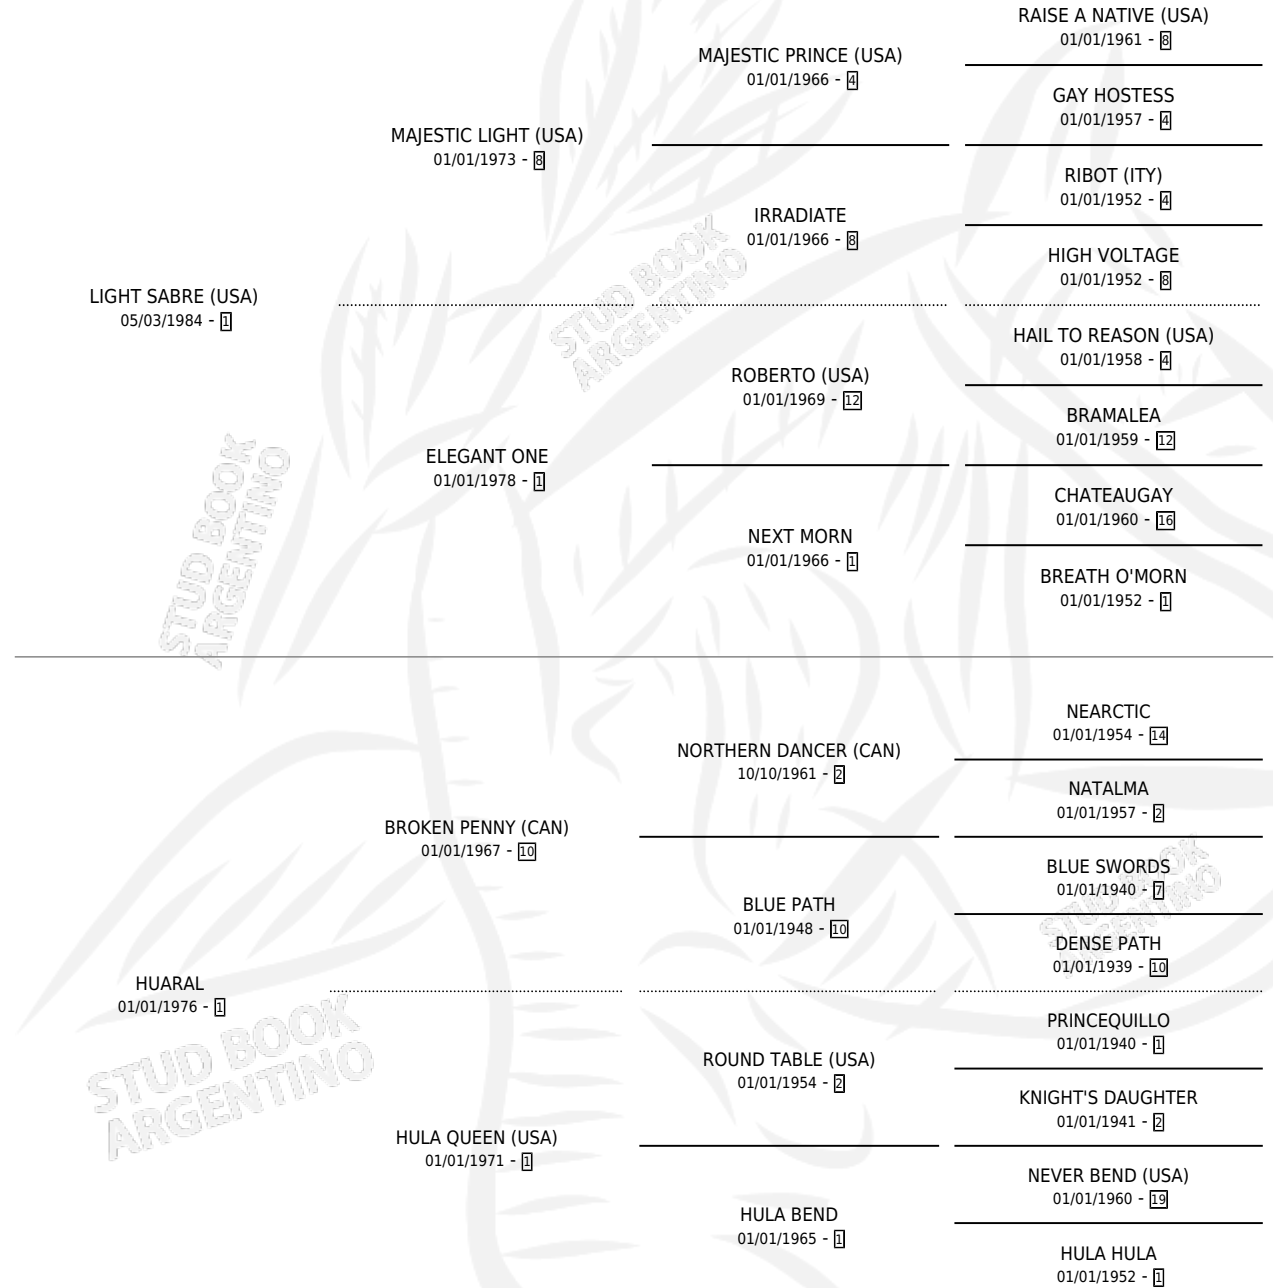 RAISE A NATIVE (USA)
01/01/1961 - 8
MAJESTIC PRINCE (USA)
01/01/1966 - 4
GAY HOSTESS
01/01/1957 - 4
MAJESTIC LIGHT (USA)
01/01/1973 - 8
RIBOT (ITY)
01/01/1952 - 4
IRRADIATE
01/01/1966 - 8
HIGH VOLTAGE
01/01/1952 - 8
LIGHT SABRE (USA)
05/03/1984 - 1
STUD BOOK
ARGENTINO
HAIL TO REASON (USA)
01/01/1958 - 4
ROBERTO (USA)
01/01/1969 - 12
BRAMALEA
01/01/1959 - 12
ELEGANT ONE
01/01/1978 - 1
CHATEAUGAY
01/01/1960 - 16
NEXT MORN
01/01/1966 - 1
BREATH O'MORN
01/01/1952 - 1
STUD BOOK
ARGENTINO
NEARCTIC
01/01/1954 - 14
NORTHERN DANCER (CAN)
10/10/1961 - 2
NATALMA
01/01/1957 - 2
BROKEN PENNY (CAN)
01/01/1967 - 10
BLUE SWORDS
01/01/1940 - 7
BLUE PATH
01/01/1948 - 10
STUD BOOK
ARGENTINO
DENSE PATH
01/01/1939 - 10
HUARAL
01/01/1976 - 1
PRINCEQUILLO
01/01/1940 - 1
ROUND TABLE (USA)
01/01/1954 - 2
STUD BOOK
ARGENTINO
KNIGHT'S DAUGHTER
01/01/1941 - 2
HULA QUEEN (USA)
01/01/1971 - 1
NEVER BEND (USA)
01/01/1960 - 19
HULA BEND
01/01/1965 - 1
HULA HULA
01/01/1952 - 1